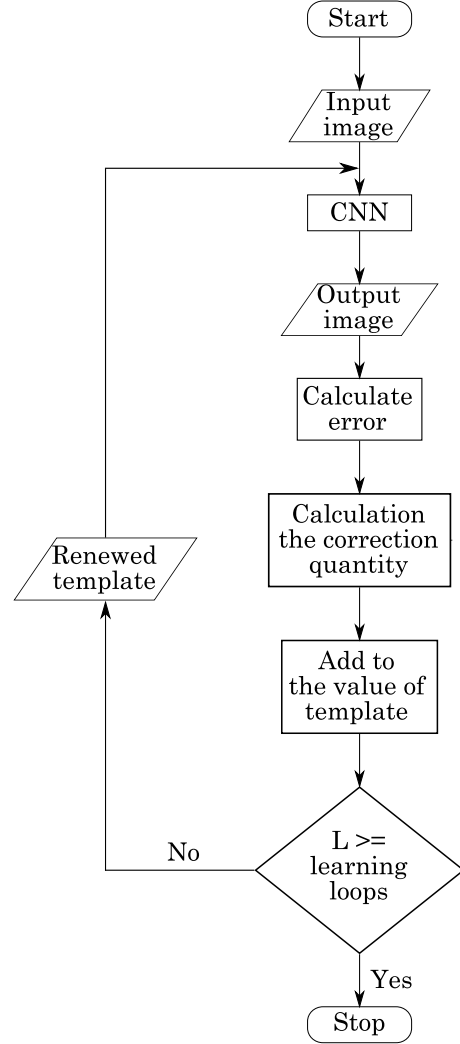 Start
Input
image
CNN
Output
image
Calculate
error
Calculation
the correction
quantity
Renewed
template
Add to
the value of
template
L >=
learning
loops
No
Yes
Stop